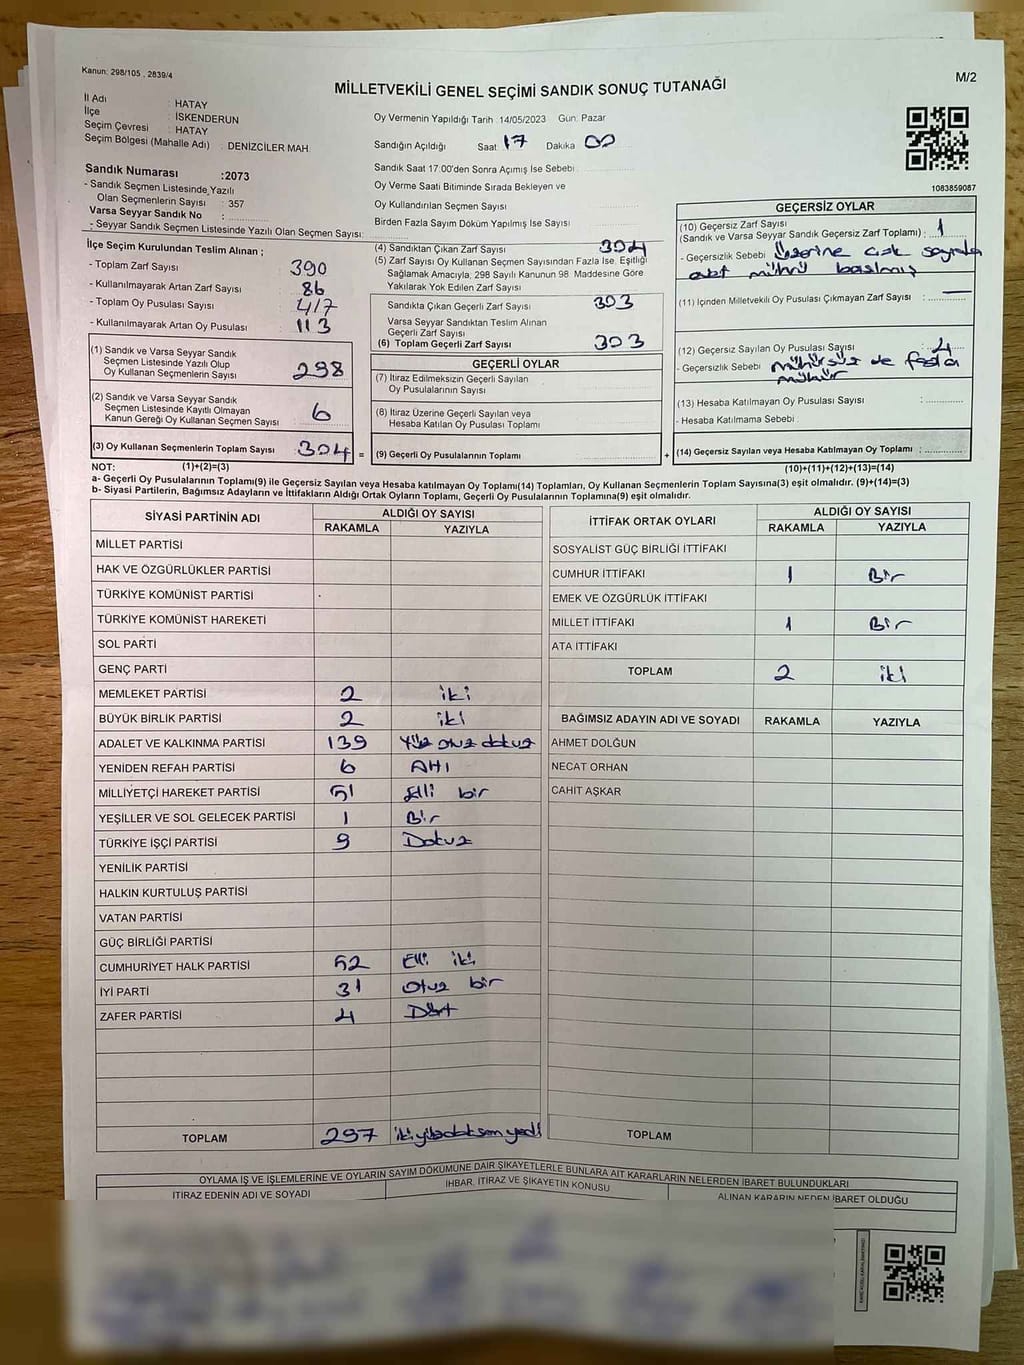 Kanun: 298/105 , 2839/4
M/2
MİLLETVEKİLİ GENEL SEÇİMİ SANDIK SONUÇ TUTANAĞI
İl Adı : HATAY
İlçe : İSKENDERUN
Seçim Çevresi : HATAY
Seçim Bölgesi (Mahalle Adı) : DENİZCİLER MAH.
Sandık Numarası :2073
- Sandık Seçmen Listesinde Yazılı
Olan Seçmenlerin Sayısı : 357
Varsa Seyyar Sandık No :
- Seyyar Sandık Seçmen Listesinde Yazılı Olan Seçmen Sayısı:
Oy Vermenin Yapıldığı Tarih 14/05/2023 Gün: Pazar
Sandığın Açıldığı Saat 17 Dakika 00
Sandık Saat 17:00'den Sonra Açımış İse Sebebi
Oy Verme Saati Bitiminde Sırada Bekleyen ve
Oy Kullandırılan Seçmen Sayısı
Birden Fazla Sayım Döküm Yapılmış İse Sayısı
1083859087
İlçe Seçim Kurulundan Teslim Alınan ;
- Toplam Zarf Sayısı : 390
- Kullanılmayarak Artan Zarf Sayısı : 86
- Toplam Oy Pusulası Sayısı : 417
- Kullanılmayarak Artan Oy Pusulası : 113
(1) Sandık ve Varsa Seyyar Sandık
Seçmen Listesinde Yazılı Olup
Oy Kullanan Seçmenlerin Sayısı : 298
(2) Sandık ve Varsa Seyyar Sandık
Seçmen Listesinde Kayıtlı Olmayan
Kanun Gereği Oy Kullanan Seçmen Sayısı : 6
(3) Oy Kullanan Seçmenlerin Toplam Sayısı : 304 =
(4) Sandıktan Çıkan Zarf Sayısı 304
(5) Zarf Sayısı Oy Kullanan Seçmen Sayısından Fazla İse, Eşitliği
Sağlamak Amacıyla, 298 Sayılı Kanunun 98. Maddesine Göre
Yakılarak Yok Edilen Zarf Sayısı
Sandıkta Çıkan Geçerli Zarf Sayısı 303
Varsa Seyyar Sandıktan Teslim Alınan
Geçerli Zarf Sayısı
(6) Toplam Geçerli Zarf Sayısı 303
GEÇERLİ OYLAR
(7) İtiraz Edilmeksizin Geçerli Sayılan
Oy Pusulalarının Sayısı
(8) İtiraz Üzerine Geçerli Sayılan veya
Hesaba Katılan Oy Pusulası Toplamı
(9) Geçerli Oy Pusulalarının Toplamı +
GEÇERSİZ OYLAR
(10) Geçersiz Zarf Sayısı
(Sandık ve Varsa Seyyar Sandık Geçersiz Zarf Toplamı) : 1
- Geçersizlik Sebebi Üzerine çok sayıda
evet mührü basılmış
(11) İçinden Milletvekili Oy Pusulası Çıkmayan Zarf Sayısı : —
(12) Geçersiz Sayılan Oy Pusulası Sayısı : 4
- Geçersizlik Sebebi mühürsüz de fazla
mühür
(13) Hesaba Katılmayan Oy Pusulası Sayısı :
- Hesaba Katılmama Sebebi :
(14) Geçersiz Sayılan veya Hesaba Katılmayan Oy Toplamı :
NOT: (1)+(2)=(3) (10)+(11)+(12)+(13)=(14)
a- Geçerli Oy Pusulalarının Toplamı(9) ile Geçersiz Sayılan veya Hesaba katılmayan Oy Toplamı(14) Toplamları, Oy Kullanan Seçmenlerin Toplam Sayısına(3) eşit olmalıdır. (9)+(14)=(3)
b- Siyasi Partilerin, Bağımsız Adayların ve İttifakların Aldığı Ortak Oyların Toplamı, Geçerli Oy Pusulalarının Toplamına(9) eşit olmalıdır.
SİYASİ PARTİNİN ADI ALDIĞI OY SAYISI
RAKAMLA YAZIYLA
MİLLET PARTİSİ
HAK VE ÖZGÜRLÜKLER PARTİSİ
TÜRKİYE KOMÜNİST PARTİSİ
TÜRKİYE KOMÜNİST HAREKETİ
SOL PARTİ
GENÇ PARTİ
MEMLEKET PARTİSİ 2 iki
BÜYÜK BİRLİK PARTİSİ 2 iki
ADALET VE KALKINMA PARTİSİ 139 Yüz otuz dokuz
YENİDEN REFAH PARTİSİ 6 Altı
MİLLİYETÇİ HAREKET PARTİSİ 51 Elli bir
YEŞİLLER VE SOL GELECEK PARTİSİ 1 Bir
TÜRKİYE İŞÇİ PARTİSİ 9 Dokuz
YENİLİK PARTİSİ
HALKIN KURTULUŞ PARTİSİ
VATAN PARTİSİ
GÜÇ BİRLİĞİ PARTİSİ
CUMHURİYET HALK PARTİSİ 52 Elli iki
İYİ PARTİ 31 Otuz bir
ZAFER PARTİSİ 4 Dört
TOPLAM 297 iki yüz doksan yedi
İTTİFAK ORTAK OYLARI ALDIĞI OY SAYISI
RAKAMLA YAZIYLA
SOSYALİST GÜÇ BİRLİĞİ İTTİFAKI
CUMHUR İTTİFAKI 1 Bir
EMEK VE ÖZGÜRLÜK İTTİFAKI
MİLLET İTTİFAKI 1 Bir
ATA İTTİFAKI
TOPLAM 2 iki
BAĞIMSIZ ADAYIN ADI VE SOYADI RAKAMLA YAZIYLA
AHMET DOLĞUN
NECAT ORHAN
CAHİT AŞKAR
TOPLAM
OYLAMA İŞ VE İŞLEMLERİNE VE OYLARIN SAYIM DÖKÜMÜNE DAİR ŞİKAYETLERLE BUNLARA AİT KARARLARIN NELERDEN İBARET BULUNDUKLARI
İTİRAZ EDENİN ADI VE SOYADI İHBAR, İTİRAZ VE ŞİKAYETİN KONUSU ALINAN KARARIN NEDEN İBARET OLDUĞU